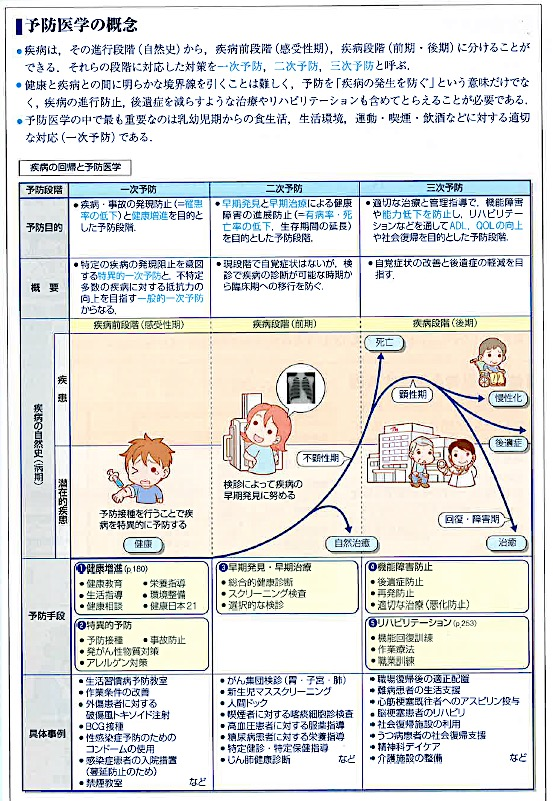 予防医学の概念
● 疾病は，その進行段階（自然史）から，疾病前段階（感受性期），疾病段階（前期・後期）に分けることが
できる．それらの段階に対応した対策を一次予防，二次予防，三次予防と呼ぶ．
● 健康と疾病との間に明らかな境界線を引くことは難しく，予防を「疾病の発生を防ぐ」という意味だけでな
く，疾病の進行防止，後遺症を減らすような治療やリハビリテーションも含めてとらえることが必要である．
● 予防医学の中で最も重要なのは乳幼児期からの食生活，生活環境，運動・喫煙・飲酒などに対する適切
な対応（一次予防）である．
疾病の回帰と予防医学
予防段階 一次予防 二次予防 三次予防
予防目的
● 疾病・事故の発現防止（＝罹患
率の低下）と健康増進を目的と
した予防段階．
● 早期発見と早期治療による健康
障害の進展防止（＝有病率・死
亡率の低下，生存期間の延長）
を目的とした予防段階．
● 適切な治療と管理指導で，機能障害
や能力低下を防止し，リハビリテー
ションなどを通してADL，QOLの向上
や社会復帰を目的とした予防段階．
概 要
● 特定の疾病の発現阻止を意図
する特異的一次予防と，不特定
多数の疾病に対する抵抗力の
向上を目指す一般的一次予防
からなる．
● 現段階で自覚症状はないが，検
診で疾病の診断が可能な時期か
ら臨床期への移行を防ぐ．
● 自覚症状の改善と後遺症の軽減を目
指す．
疾病の自然史（病期）
疾患
潜在的疾患
疾病前段階（感受性期） 疾病段階（前期） 疾病段階（後期）
死亡
顕性期
慢性化
後遺症
不顕性期
検診によって疾病の
早期発見に努める
予防接種を行うことで疾
病を特異的に予防する
回復・障害期
健康
自然治癒
治癒
予防手段
❶健康増進（p.180）
● 健康教育 ● 栄養指導
● 生活指導 ● 環境整備
● 健康相談 ● 健康日本21
❷特異的予防
● 予防接種 ● 事故防止
● 発がん性物質対策
● アレルゲン対策
❸早期発見・早期治療
● 総合的健康診断
● スクリーニング検査
● 選択的な検診
❹機能障害防止
● 後遺症防止
● 再発防止
● 適切な治療（悪化防止）
❺リハビリテーション（p.253）
● 機能回復訓練
● 作業療法
● 職業訓練
具体事例
● 生活習慣病予防教室
● 作業条件の改善
● 外傷患者に対する
破傷風トキソイド注射
● BCG接種
● 性感染症予防のための
コンドームの使用
● 感染症患者の入院措置
（蔓延防止のため）
● 禁煙教室 など
● がん集団検診（胃・子宮・肺）
● 新生児マススクリーニング
● 人間ドック
● 喫煙者に対する喀痰細胞診検査
● 高血圧患者に対する服薬指導
● 糖尿病患者に対する栄養指導
● 特定健診・特定保健指導
● じん肺健康診断 など
● 職場復帰後の適正配置
● 難病患者の生活支援
● 心筋梗塞既往者へのアスピリン投与
● 脳梗塞患者のリハビリ
● 社会復帰施設の利用
● うつ病患者の社会復帰支援
● 精神科デイケア
● 介護施設の整備 など